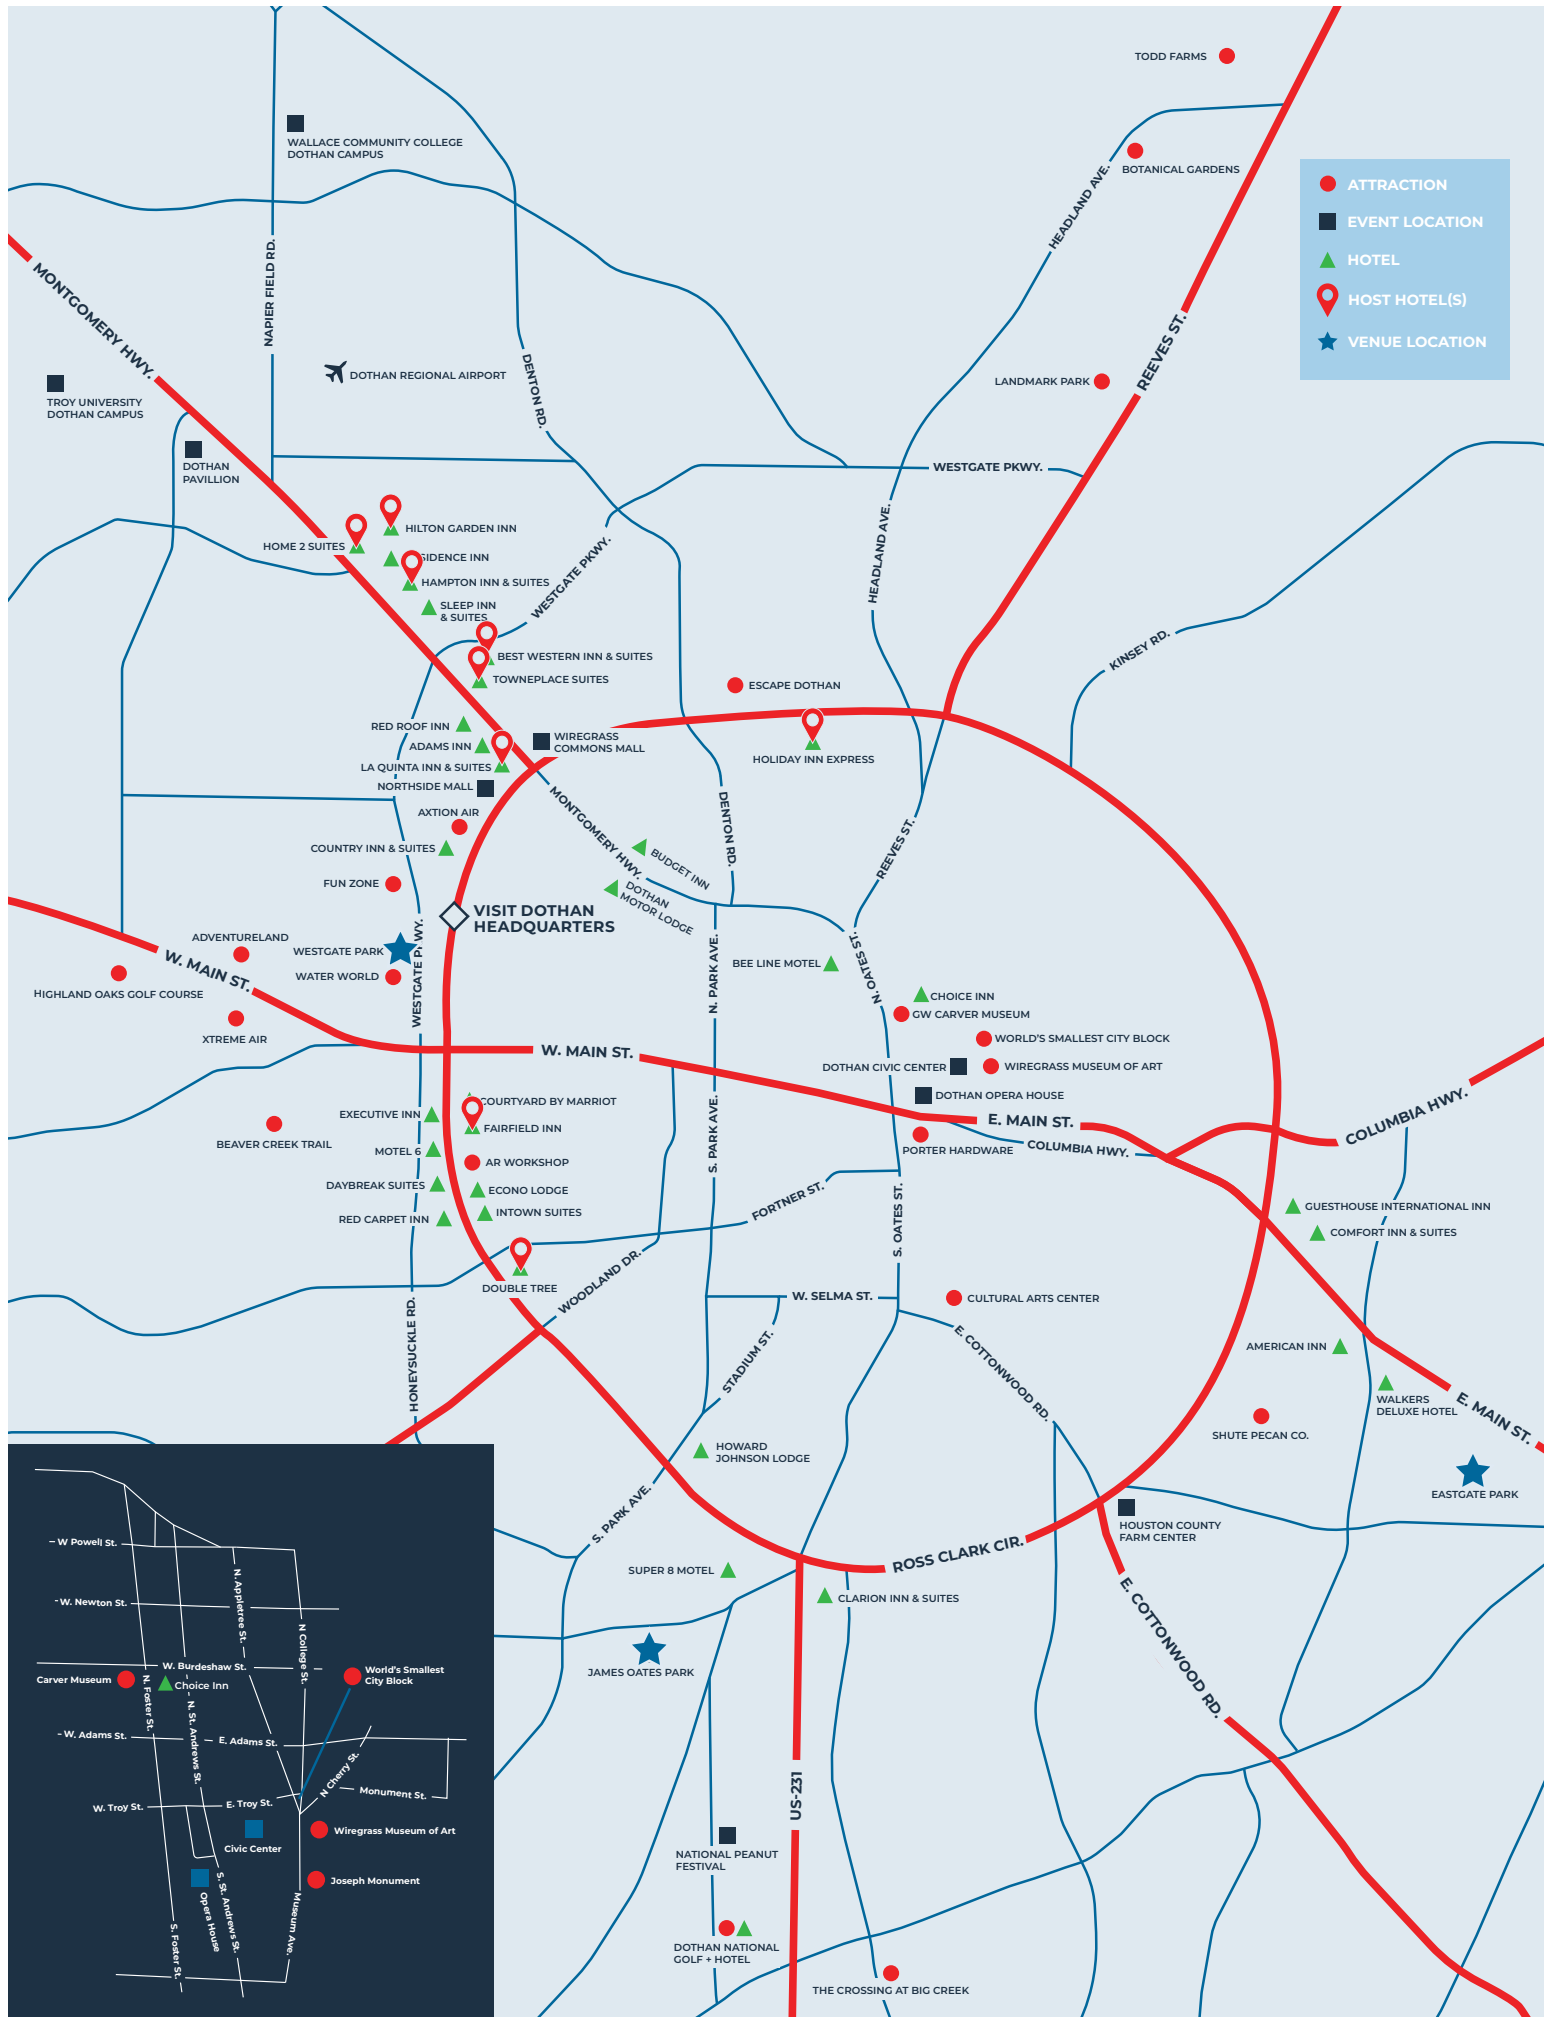 TODD FARMS
WALLACE COMMUNITY COLLEGE
DOTHAN CAMPUS
BOTANICAL GARDENS
HEADLAND AVE.
ATTRACTION
EVENT LOCATION
HOTEL
HOST HOTEL(S)
VENUE LOCATION
NAPIER FIELD RD.
MONTGOMERY HWY.
REEVES ST.
DOTHAN REGIONAL AIRPORT
DENTON RD.
LANDMARK PARK
TROY UNIVERSITY
DOTHAN CAMPUS
DOTHAN
PAVILLION
WESTGATE PKWY.
HILTON GARDEN INN
HOME 2 SUITES
SIDENCE INN
HAMPTON INN & SUITES
SLEEP INN
& SUITES
WESTGATE PKWY.
HEADLAND AVE.
KINSEY RD.
BEST WESTERN INN & SUITES
TOWNEPLACE SUITES
ESCAPE DOTHAN
RED ROOF INN
ADAMS INN
WIREGRASS
COMMONS MALL
LA QUINTA INN & SUITES
HOLIDAY INN EXPRESS
NORTHSIDE MALL
AXTION AIR
MONTGOMERY HWY.
DENTON RD.
REEVES ST.
COUNTRY INN & SUITES
BUDGET INN
FUN ZONE
DOTHAN
MOTOR LODGE
VISIT DOTHAN
HEADQUARTERS
ADVENTURELAND
WESTGATE PARK
W. MAIN ST.
WATER WORLD
HIGHLAND OAKS GOLF COURSE
XTREME AIR
N. PARK AVE.
BEE LINE MOTEL
N. OATES ST.
CHOICE INN
GW CARVER MUSEUM
WORLD'S SMALLEST CITY BLOCK
W. MAIN ST.
DOTHAN CIVIC CENTER
WIREGRASS MUSEUM OF ART
DOTHAN OPERA HOUSE
COURTYARD BY MARRIOT
EXECUTIVE INN
FAIRFIELD INN
E. MAIN ST.
COLUMBIA HWY.
COLUMBIA HWY.
BEAVER CREEK TRAIL
MOTEL 6
S. PARK AVE.
PORTER HARDWARE
AR WORKSHOP
DAYBREAK SUITES
ECONO LODGE
FORTNER ST.
RED CARPET INN
INTOWN SUITES
S. OATES ST.
GUESTHOUSE INTERNATIONAL INN
COMFORT INN & SUITES
DOUBLE TREE
WOODLAND DR.
W. SELMA ST.
CULTURAL ARTS CENTER
HONEYSUCKLE RD.
STADIUM ST.
E. COTTONWOOD RD.
AMERICAN INN
WALKERS
DELUXE HOTEL
E. MAIN ST.
SHUTE PECAN CO.
HOWARD
JOHNSON LODGE
EASTGATE PARK
S. PARK AVE.
HOUSTON COUNTY
FARM CENTER
ROSS CLARK CIR.
SUPER 8 MOTEL
CLARION INN & SUITES
E. COTTONWOOD RD.
JAMES OATES PARK
US-231
NATIONAL PEANUT
FESTIVAL
DOTHAN NATIONAL
GOLF + HOTEL
THE CROSSING AT BIG CREEK
W Powell St.
N. Appletree St.
W. Newton St.
N College St.
W. Burdeshaw St.
Carver Museum
Choice Inn
World's Smallest
City Block
N. Foster St.
N. St. Andrews St.
W. Adams St.
E. Adams St.
N Cherry St.
Monument St.
W. Troy St.
E. Troy St.
Civic Center
Wiregrass Museum of Art
Joseph Monument
Opera House
S. St. Andrews St.
Museum Ave.
S. Foster St.